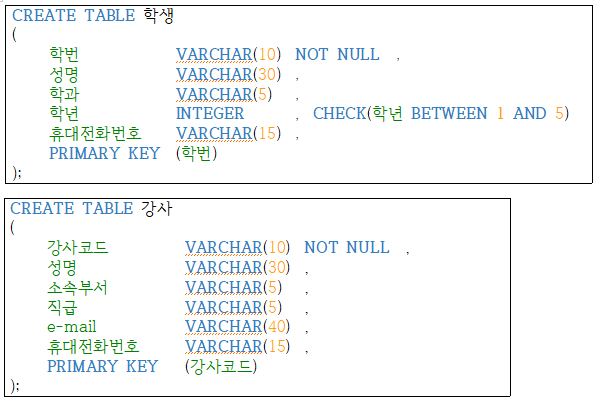 CREATE TABLE 학생
(
학번 VARCHAR(10) NOT NULL ,
성명 VARCHAR(30) ,
학과 VARCHAR(5) ,
학년 INTEGER , CHECK(학년 BETWEEN 1 AND 5)
휴대전화번호 VARCHAR(15) ,
PRIMARY KEY (학번)
);
CREATE TABLE 강사
(
강사코드 VARCHAR(10) NOT NULL ,
성명 VARCHAR(30) ,
소속부서 VARCHAR(5) ,
직급 VARCHAR(5) ,
e-mail VARCHAR(40) ,
휴대전화번호 VARCHAR(15) ,
PRIMARY KEY (강사코드)
);